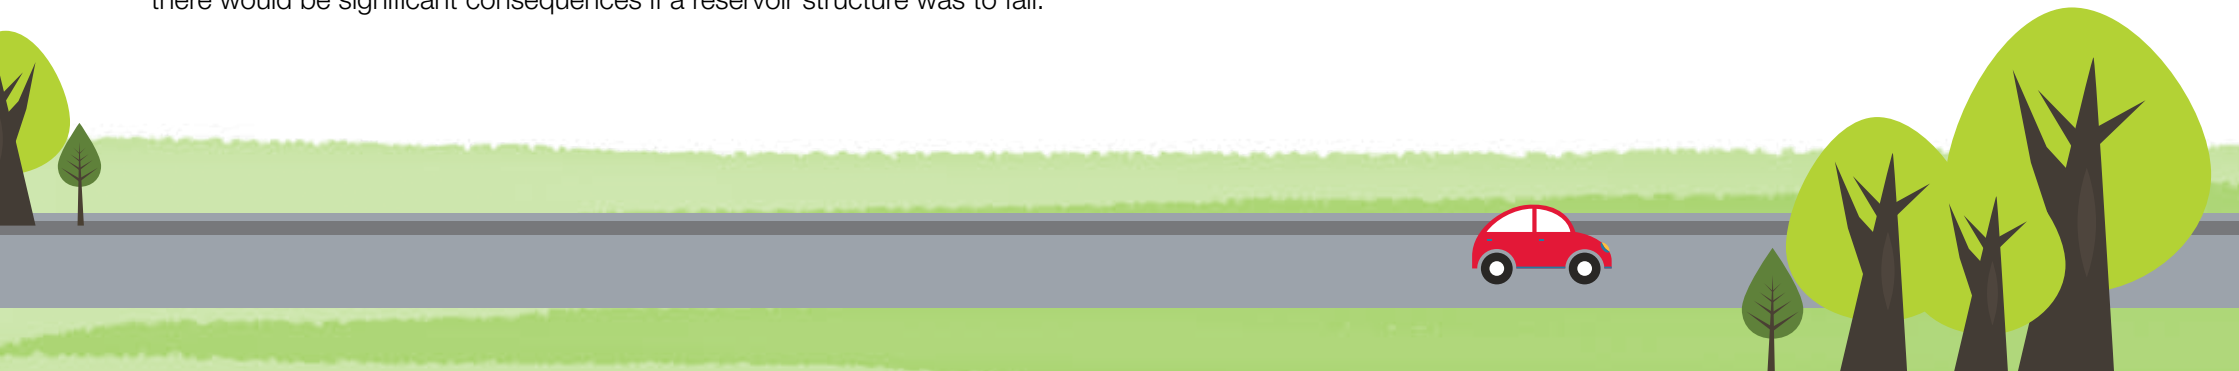 there would be significant consequences if a reservoir structure was to fail.